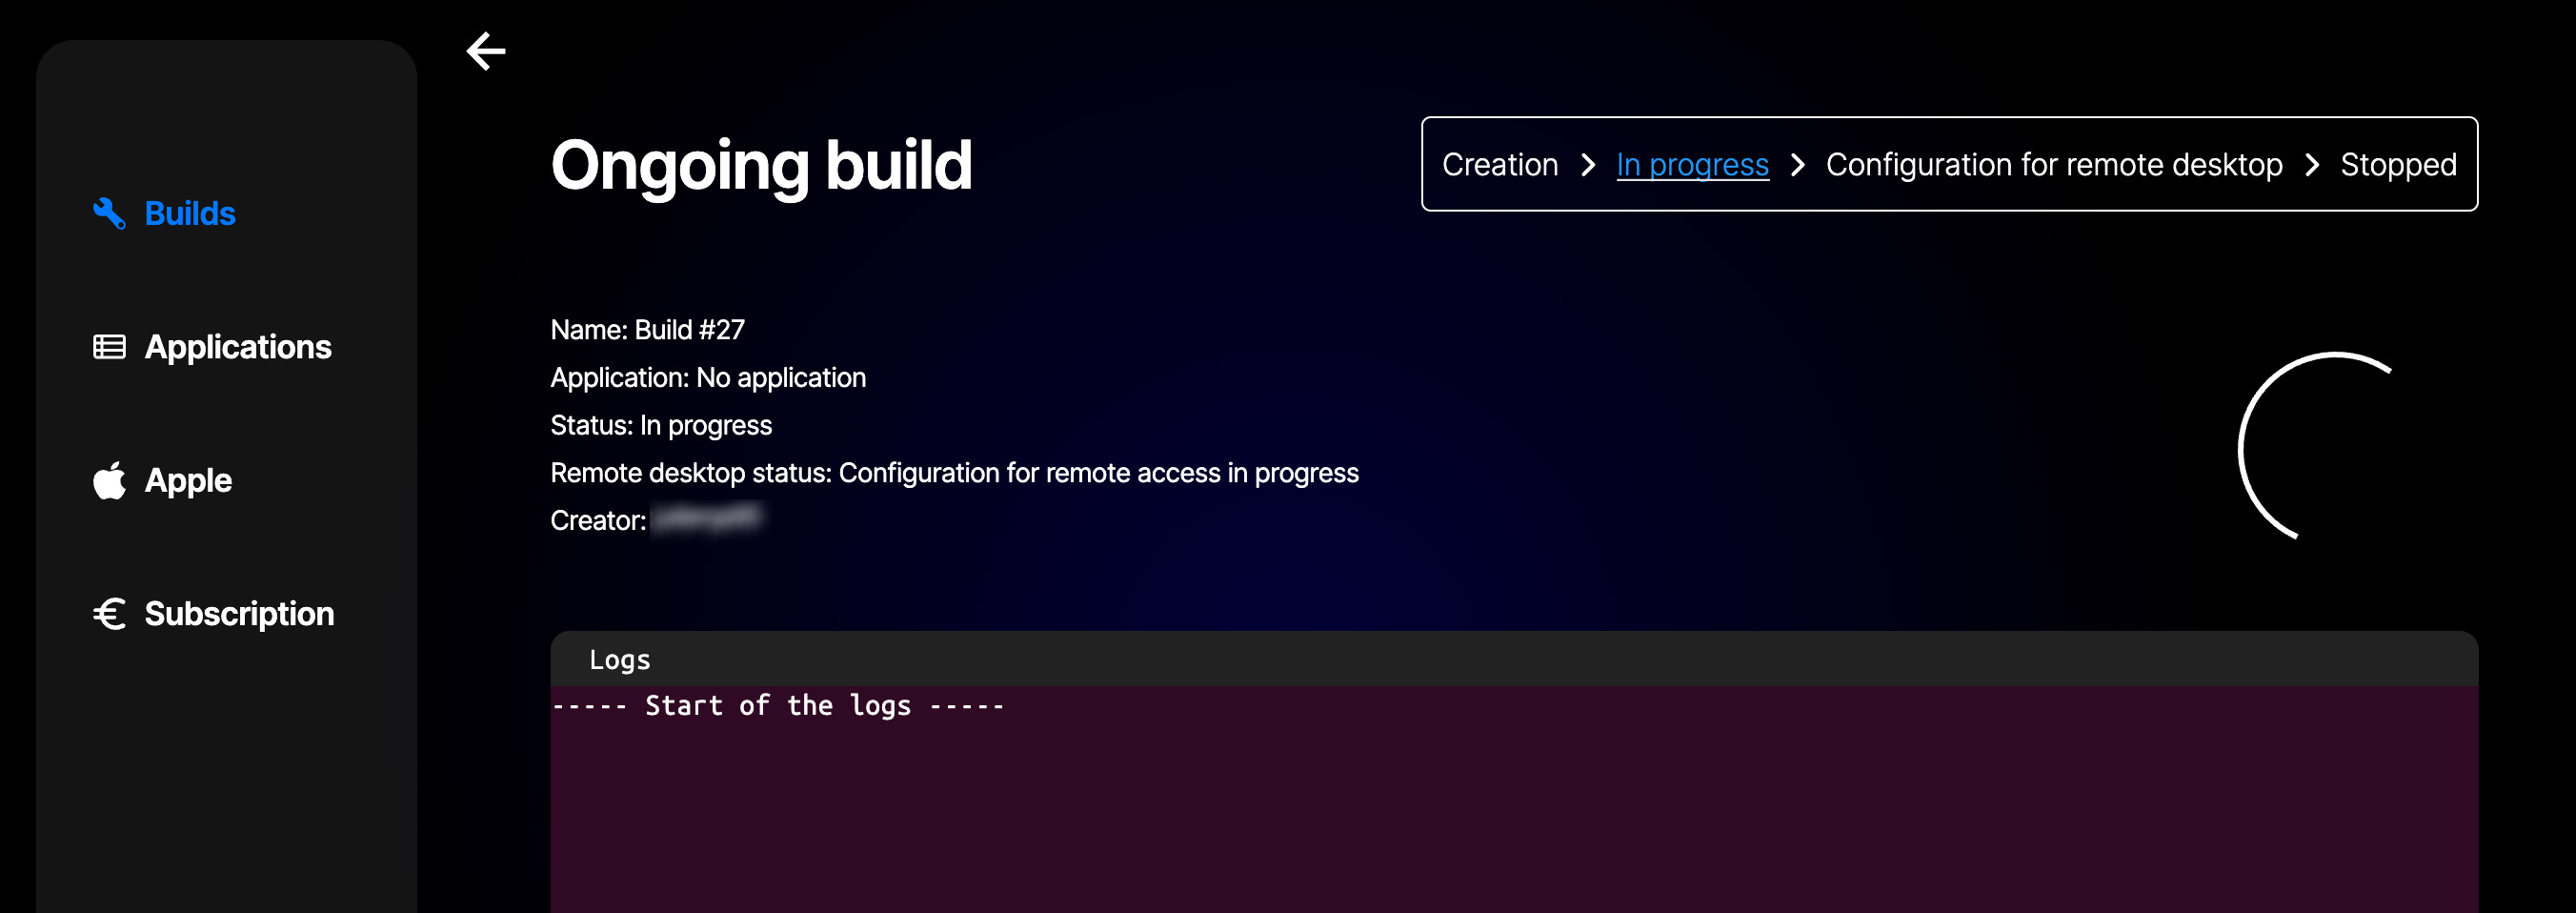 Builds
Applications
Apple
Subscription
Ongoing build
Creation > In progress > Configuration for remote desktop > Stopped
Name: Build #27
Application: No application
Status: In progress
Remote desktop status: Configuration for remote access in progress
Creator:
Logs
----- Start of the logs -----